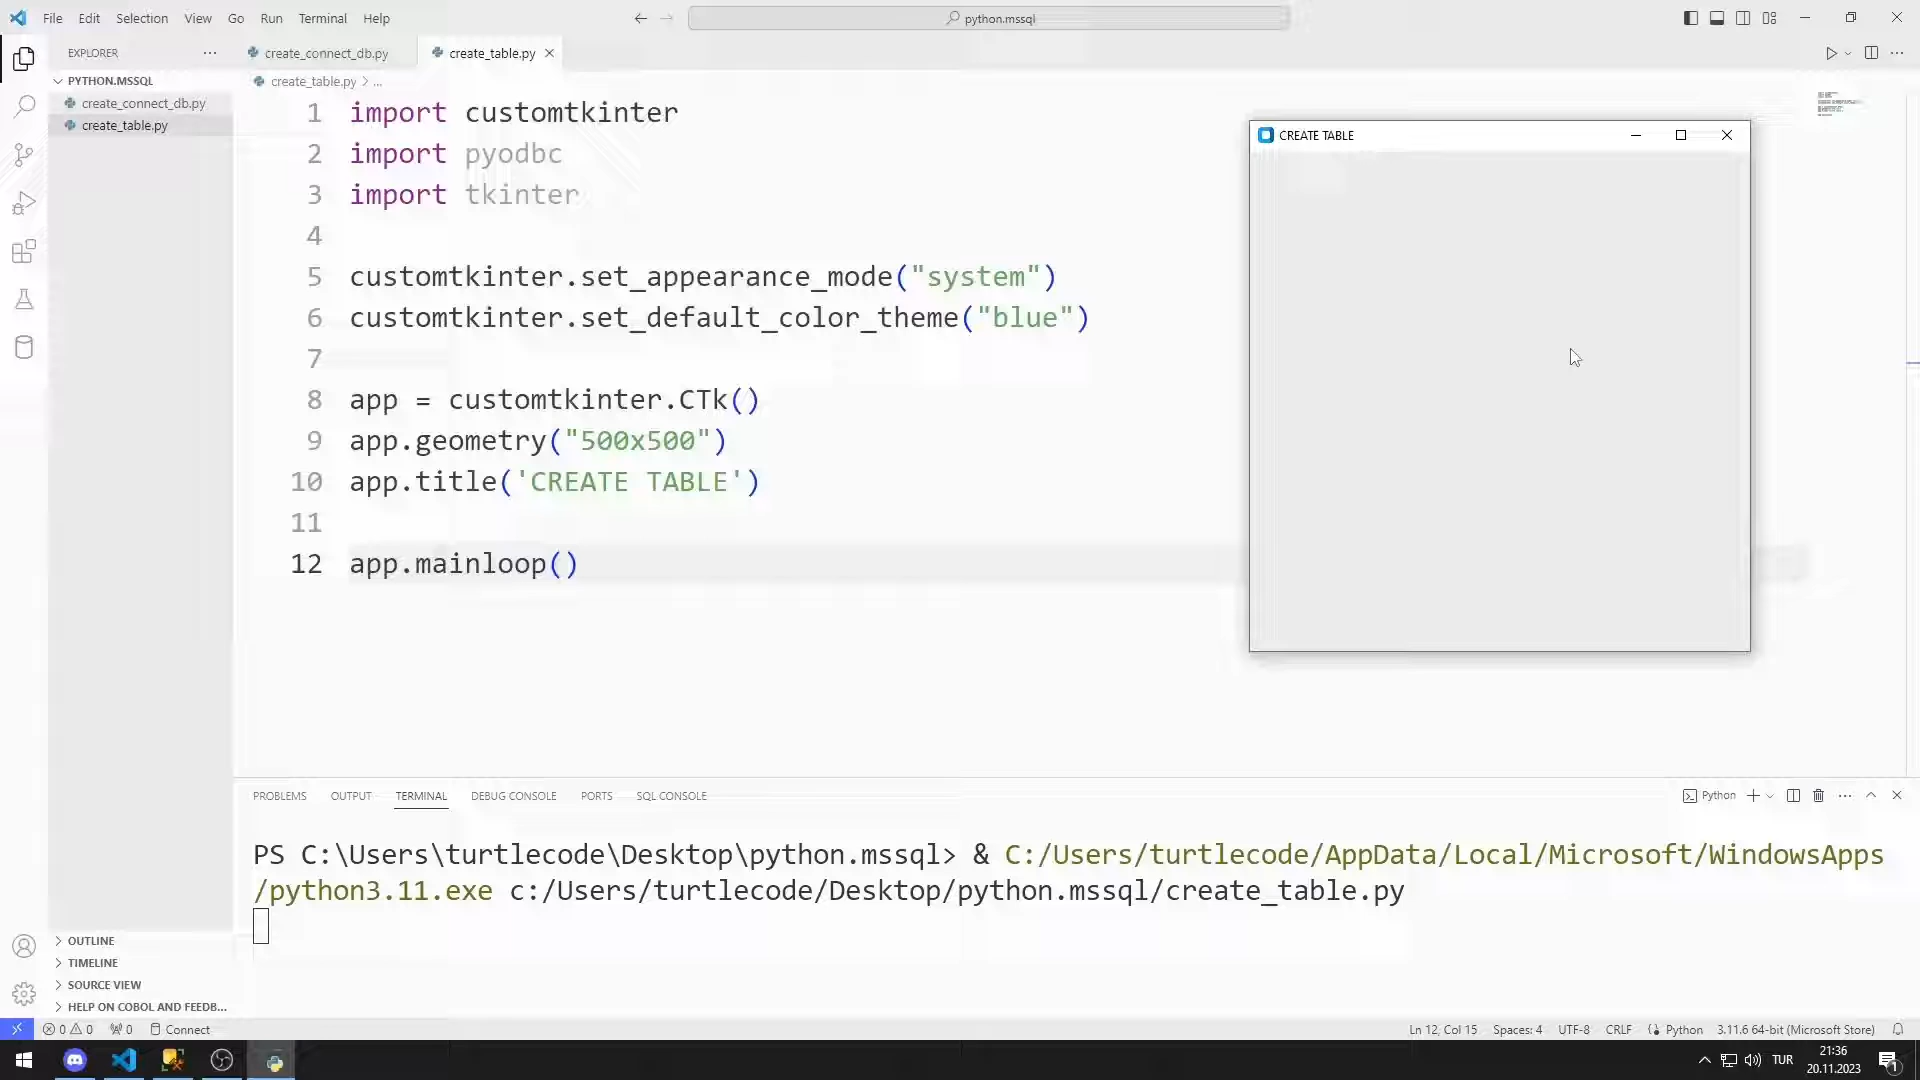 File Edit Selection View Go Run Terminal Help
python.mssql
EXPLORER
create_connect_db.py
create_table.py
PYTHON.MSSQL
create_connect_db.py
create_table.py
create_table.py > ...
1 import customtkinter
2 import pyodbc
3 import tkinter
4
5 customtkinter.set_appearance_mode("system")
6 customtkinter.set_default_color_theme("blue")
7
8 app = customtkinter.CTk()
9 app.geometry("500x500")
10 app.title('CREATE TABLE')
11
12 app.mainloop()
CREATE TABLE
PROBLEMS OUTPUT TERMINAL DEBUG CONSOLE PORTS SQL CONSOLE
Python
PS C:\Users\turtlecode\Desktop\python.mssql> & C:/Users/turtlecode/AppData/Local/Microsoft/WindowsApps
/python3.11.exe c:/Users/turtlecode/Desktop/python.mssql/create_table.py
OUTLINE
TIMELINE
SOURCE VIEW
HELP ON COBOL AND FEEDB...
0 0 0 Connect
Ln 12, Col 15 Spaces: 4 UTF-8 CRLF Python 3.11.6 64-bit (Microsoft Store)
TUR
21:36
20.11.2023
1